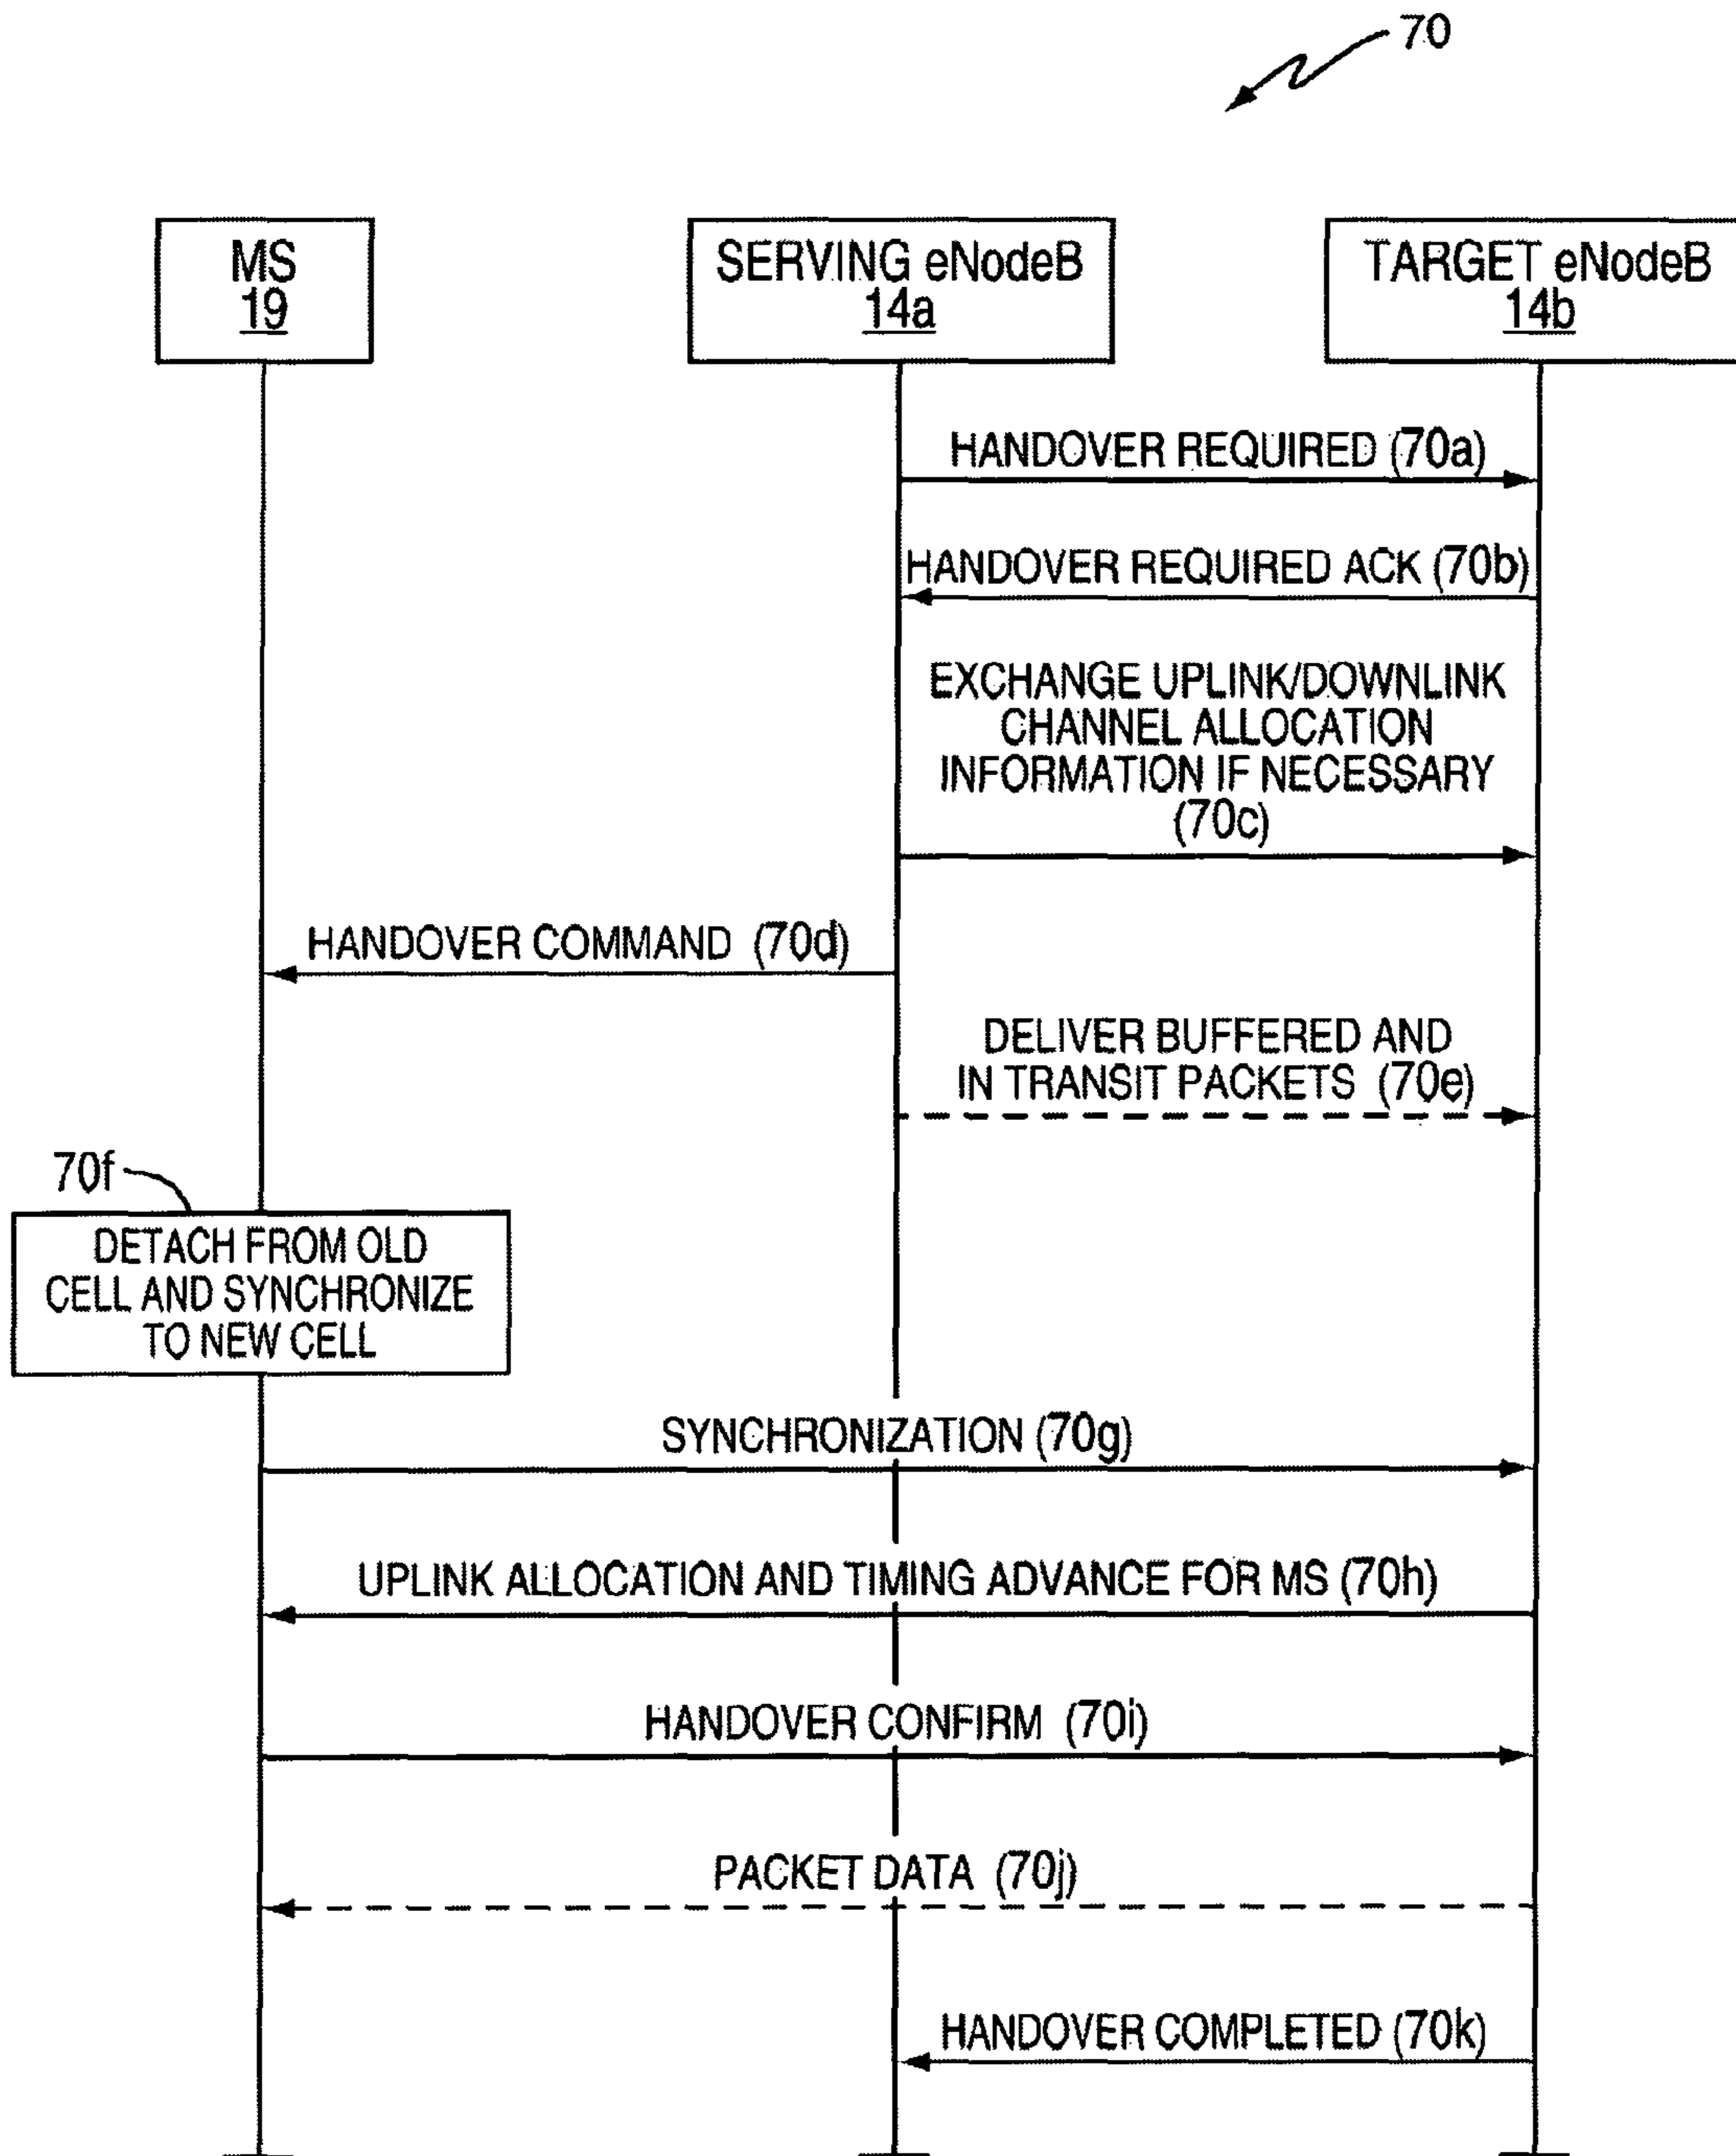 70
MS
19
SERVING eNodeB
14a
TARGET eNodeB
14b
HANDOVER REQUIRED (70a)
HANDOVER REQUIRED ACK (70b)
EXCHANGE UPLINK/DOWNLINK
CHANNEL ALLOCATION
INFORMATION IF NECESSARY
(70c)
HANDOVER COMMAND (70d)
DELIVER BUFFERED AND
IN TRANSIT PACKETS (70e)
70f
DETACH FROM OLD
CELL AND SYNCHRONIZE
TO NEW CELL
SYNCHRONIZATION (70g)
UPLINK ALLOCATION AND TIMING ADVANCE FOR MS (70h)
HANDOVER CONFIRM (70i)
PACKET DATA (70j)
HANDOVER COMPLETED (70k)